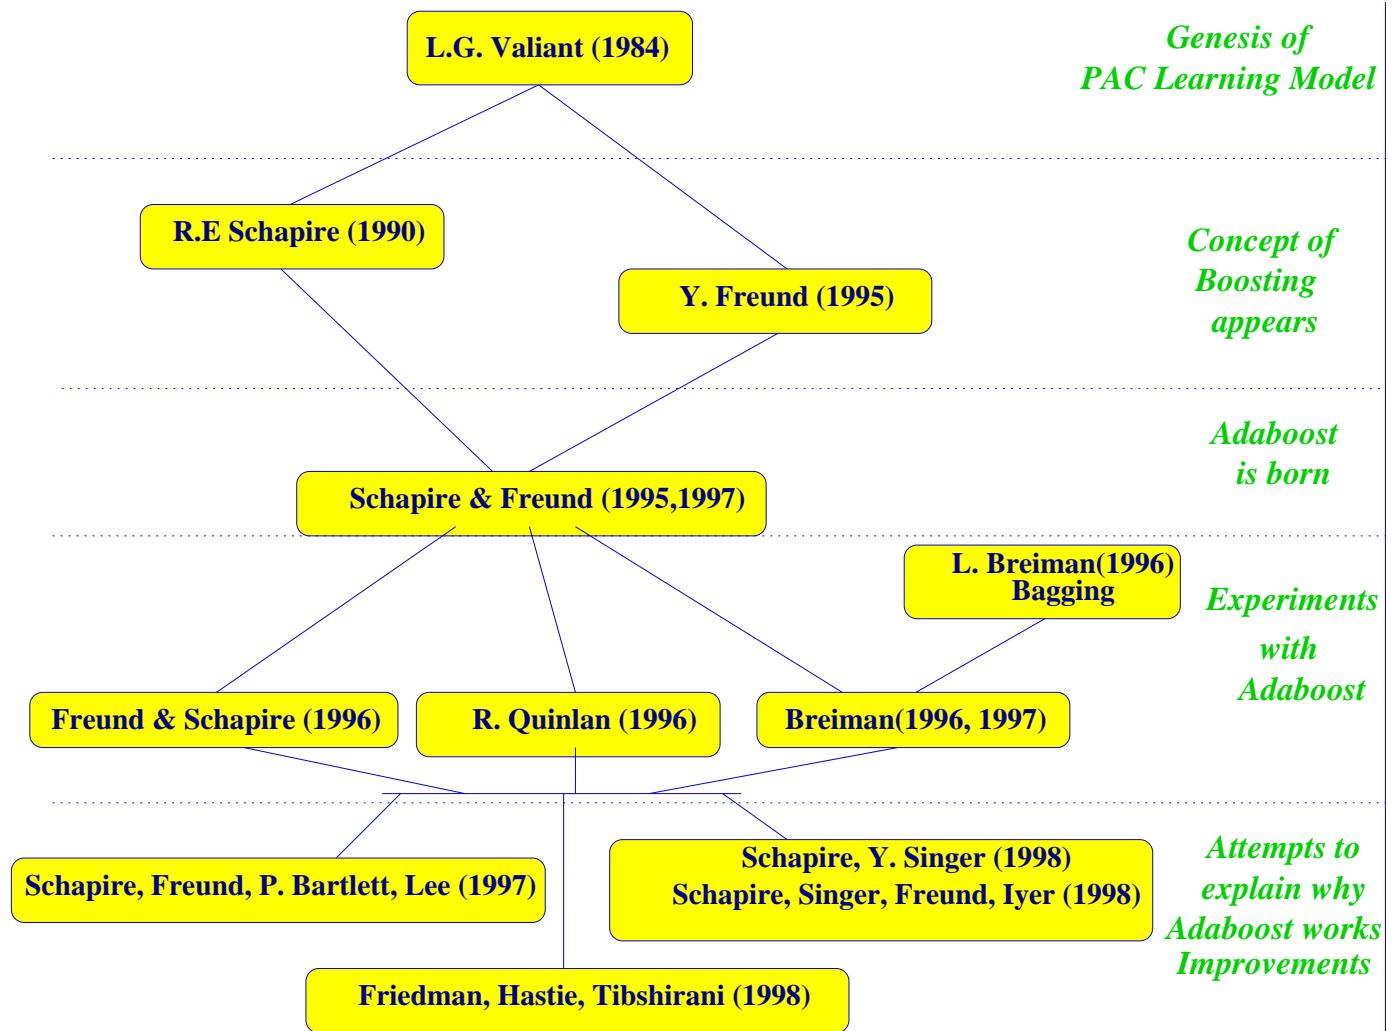 L.G. Valiant (1984)
Genesis of
PAC Learning Model
R.E Schapire (1990)
Y. Freund (1995)
Concept of
Boosting
appears
Schapire & Freund (1995,1997)
Adaboost
is born
L. Breiman(1996)
Bagging
Freund & Schapire (1996)
R. Quinlan (1996)
Breiman(1996, 1997)
Experiments
with
Adaboost
Schapire, Freund, P. Bartlett, Lee (1997)
Schapire, Y. Singer (1998)
Schapire, Singer, Freund, Iyer (1998)
Friedman, Hastie, Tibshirani (1998)
Attempts to
explain why
Adaboost works
Improvements